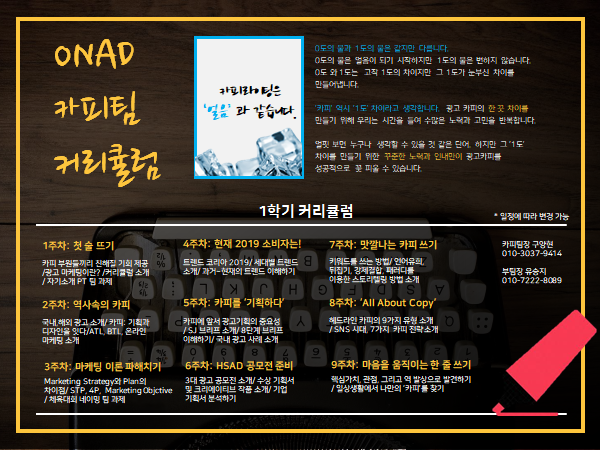 ONAD
카피팀
커리큘럼
카피라이팅은
'얼음' 과 같습니다.
0도의 물과 1도의 물은 같지만 다릅니다.
0도의 물은 얼음이 되기 시작하지만 1도의 물은 변하지 않습니다.
0도 와 1도는 고작 1도의 차이지만 그 1도가 눈부신 차이를
만들어냅니다.
'카피' 역시 '1도' 차이라고 생각합니다. 광고 카피의 한 끗 차이를
만들기 위해 우리는 시간을 들여 수많은 노력과 고민을 반복합니다.
얼핏 보면 누구나 생각할 수 있을 것 같은 단어, 하지만 그 '1도'
차이를 만들기 위한 꾸준한 노력과 인내만이 광고카피를
성공적으로 꽃 피울 수 있습니다.
1학기 커리큘럼
* 일정에 따라 변경 가능
1주차: 첫 술 뜨기
카피 부원들끼리 친해질 기회 제공
/광고 마케팅이란? /커리큘럼 소개
/ 자기소개 PT 팀 과제
4주차: 현재 2019 소비자는!
트렌드 코리아 2019/ 세대별 트렌드
소개/ 과거~현재의 트렌드 이해하기
7주차: 맛깔나는 카피 쓰기
키워드를 쓰는 방법/ 언어유희,
뒤집기, 강제결합, 패러디를
이용한 스토리텔링 방법 소개
카피팀장 구양현
010-3037-9414
부팀장 유승지
010-7222-8089
2주차: 역사속의 카피
국내,해외 광고 소개/ 카피: 기획과
디자인을 잇다/ATL, BTL, 온라인
마케팅 소개
5주차: 카피를 '기획하다'
카피에 앞서 광고기획의 중요성
/ SJ 브리프 소개/ 8단계 브리프
이해하기/ 국내 광고 사례 소개
8주차: 'All About Copy'
헤드라인 카피의 9가지 유형 소개
/ SNS 시대, 7가지 카피 전략소개
3주차: 마케팅 이론 파헤치기
Marketing Strategy와 Plan의
차이점/ STP, 4P, Marketing Objctive
/ 체육대회 네이밍 팀 과제
6주차: HSAD 공모전 준비
3대 광고 공모전 소개/ 수상 기획서
및 크리에이티브 작품 소개/ 기업
기획서 분석하기
9주차: 마음을 움직이는 한 줄 쓰기
핵심가치, 관점, 그리고 역 발상으로 발견하기
/ 일상생활에서 나만의 '카피'를 찾기